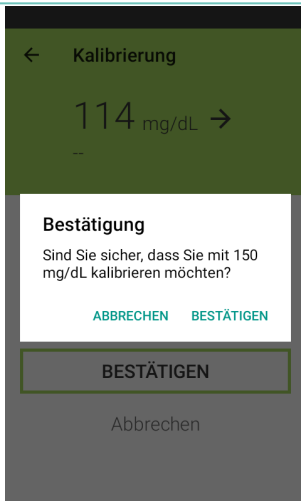 ← Kalibrierung
114 mg/dL →
--
Bestätigung
Sind Sie sicher, dass Sie mit 150
mg/dL kalibrieren möchten?
ABBRECHEN BESTÄTIGEN
BESTÄTIGEN
Abbrechen